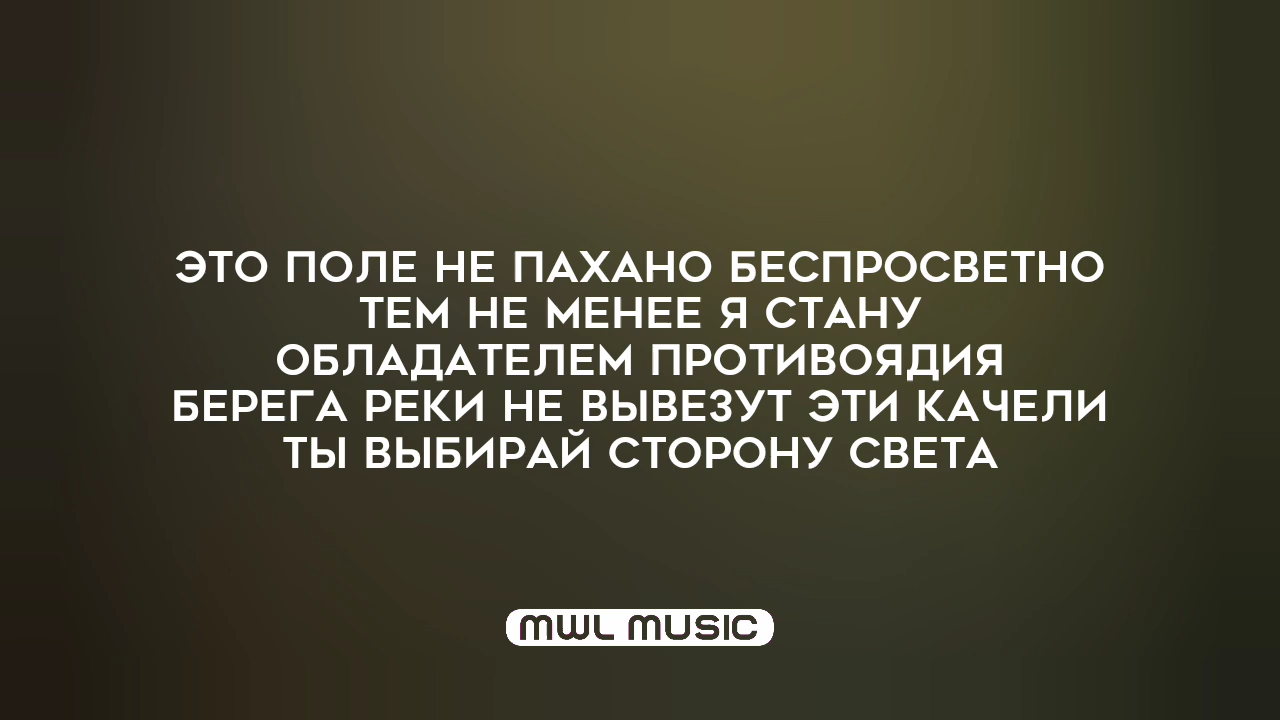 ЭТО ПОЛЕ НЕ ПАХАНО БЕСПРОСВЕТНО
ТЕМ НЕ МЕНЕЕ Я СТАНУ
ОБЛАДАТЕЛЕМ ПРОТИВОЯДИЯ
БЕРЕГА РЕКИ НЕ ВЫВЕЗУТ ЭТИ КАЧЕЛИ
ТЫ ВЫБИРАЙ СТОРОНУ СВЕТА
MWL MUSIC